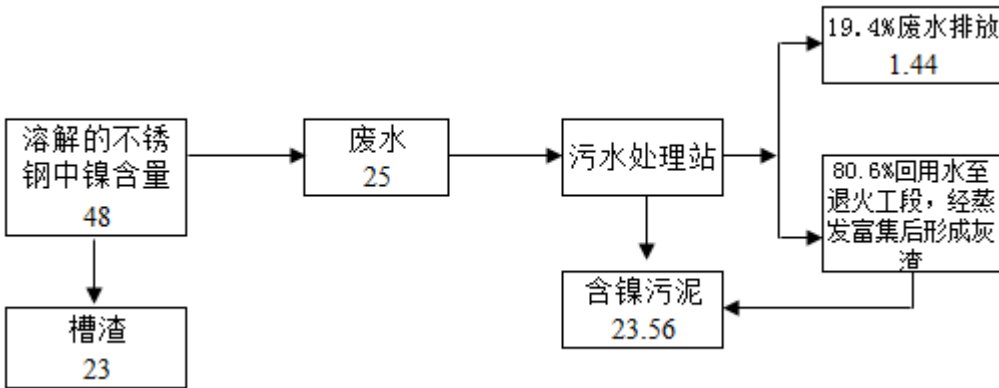 19.4%废水排放
1.44
溶解的不锈
钢中镍含量
48
废水
25
污水处理站
80.6%回用水至
退火工段，经蒸
发富集后形成灰
渣
含镍污泥
23.56
槽渣
23